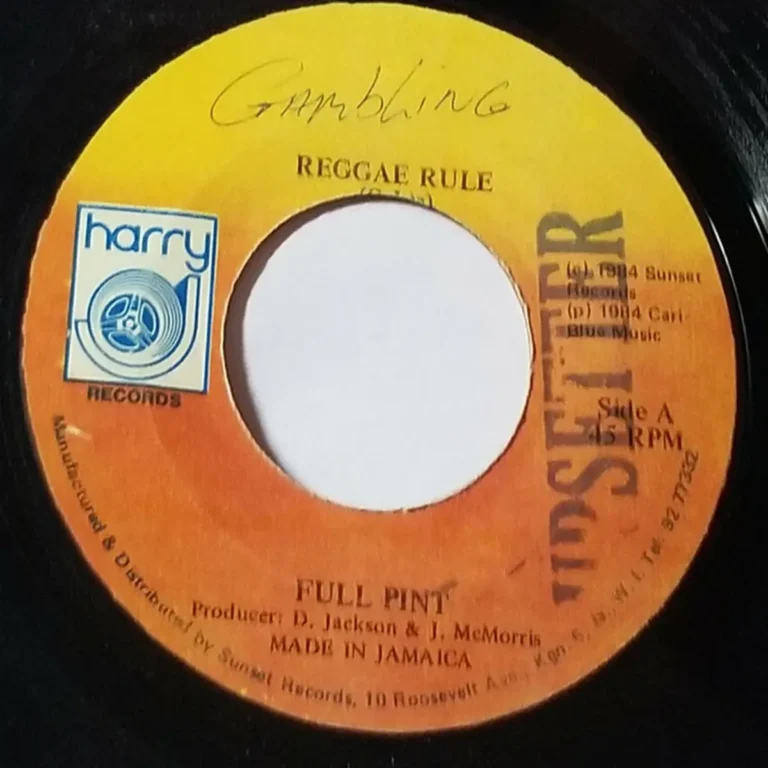 GAMbLiNG
REGGAE RULE
harry J
RECORDS
(c) 1984 Sunset
Records
(p) 1984 Cari-
Blue Music
Side A
45 RPM
UPSETTER
FULL PINT
Producer: D. Jackson & J. McMorris
MADE IN JAMAICA
Manufactured & Distributed by Sunset Records, 10 Roosevelt Ave., Kgn. 6, Ja., W. I. Tel: 92 77332